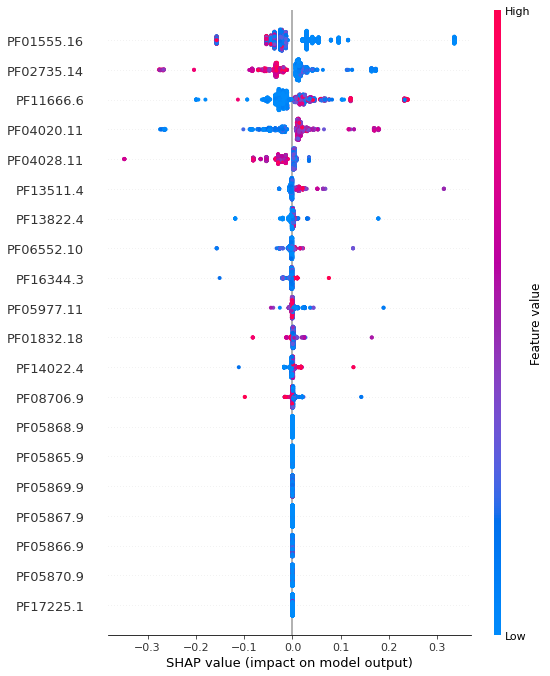 High
PF01555.16
PF02735.14
PF11666.6
PF04020.11
PF04028.11
PF13511.4
PF13822.4
PF06552.10
PF16344.3
PF05977.11
PF01832.18
PF14022.4
PF08706.9
PF05868.9
PF05865.9
PF05869.9
PF05867.9
PF05866.9
PF05870.9
PF17225.1
Feature value
Low
−0.3 −0.2 −0.1 0.0 0.1 0.2 0.3
SHAP value (impact on model output)